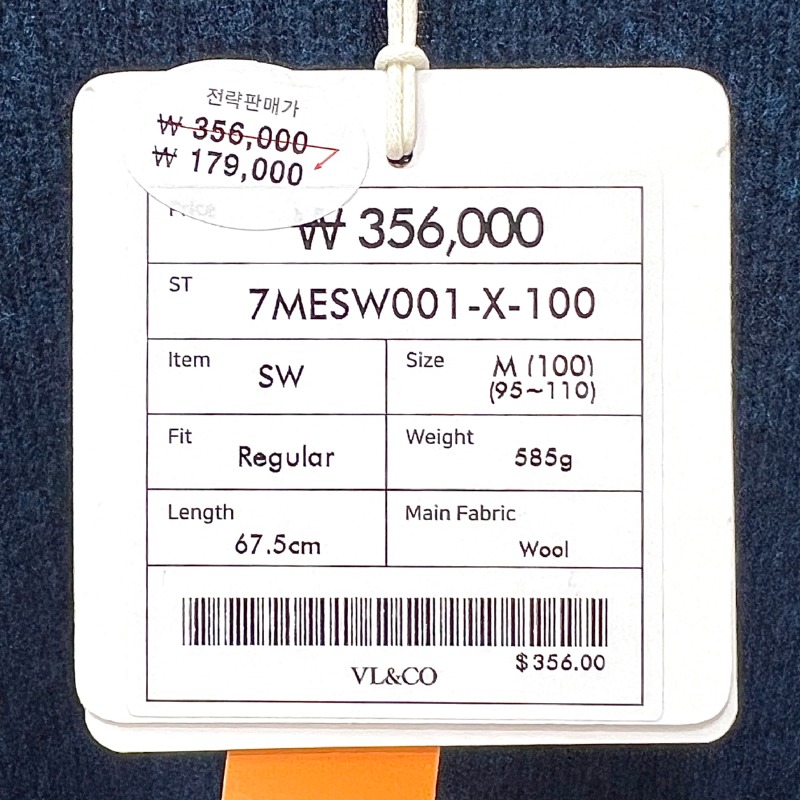 전략판매가
₩ 356,000
₩ 179,000
Price
₩ 356,000
ST
7MESW001-X-100
Item
SW
Size
M (100)
(95~110)
Fit
Regular
Weight
585g
Length
67.5cm
Main Fabric
Wool
$356.00
VL&CO